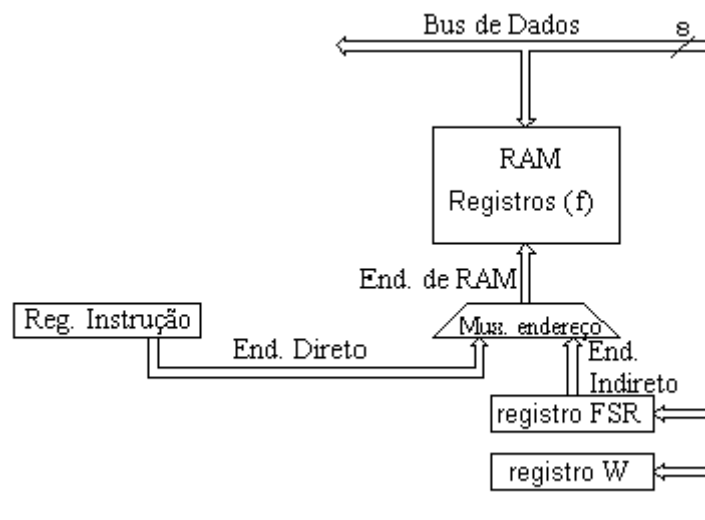 Bus de Dados
8
RAM
Registros (f)
End. de RAM
Reg. Instrução
Mux. endereço
End. Direto
End.
Indireto
registro FSR
registro W